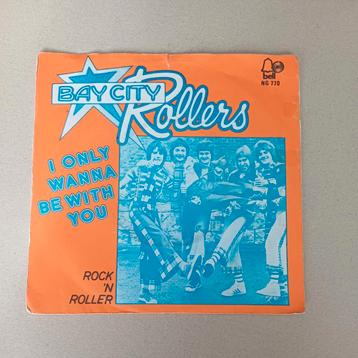 BAY CITY
Rollers
bell
NG 770
I ONLY
WANNA
BE WITH
YOU
ROCK
'N
ROLLER